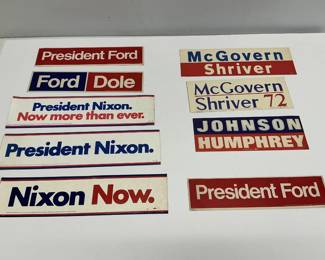 President Ford
Ford Dole
President Nixon.
Now more than ever.
President Nixon.
Nixon Now.
McGovern
Shriver
McGovern
Shriver '72
JOHNSON
HUMPHREY
President Ford